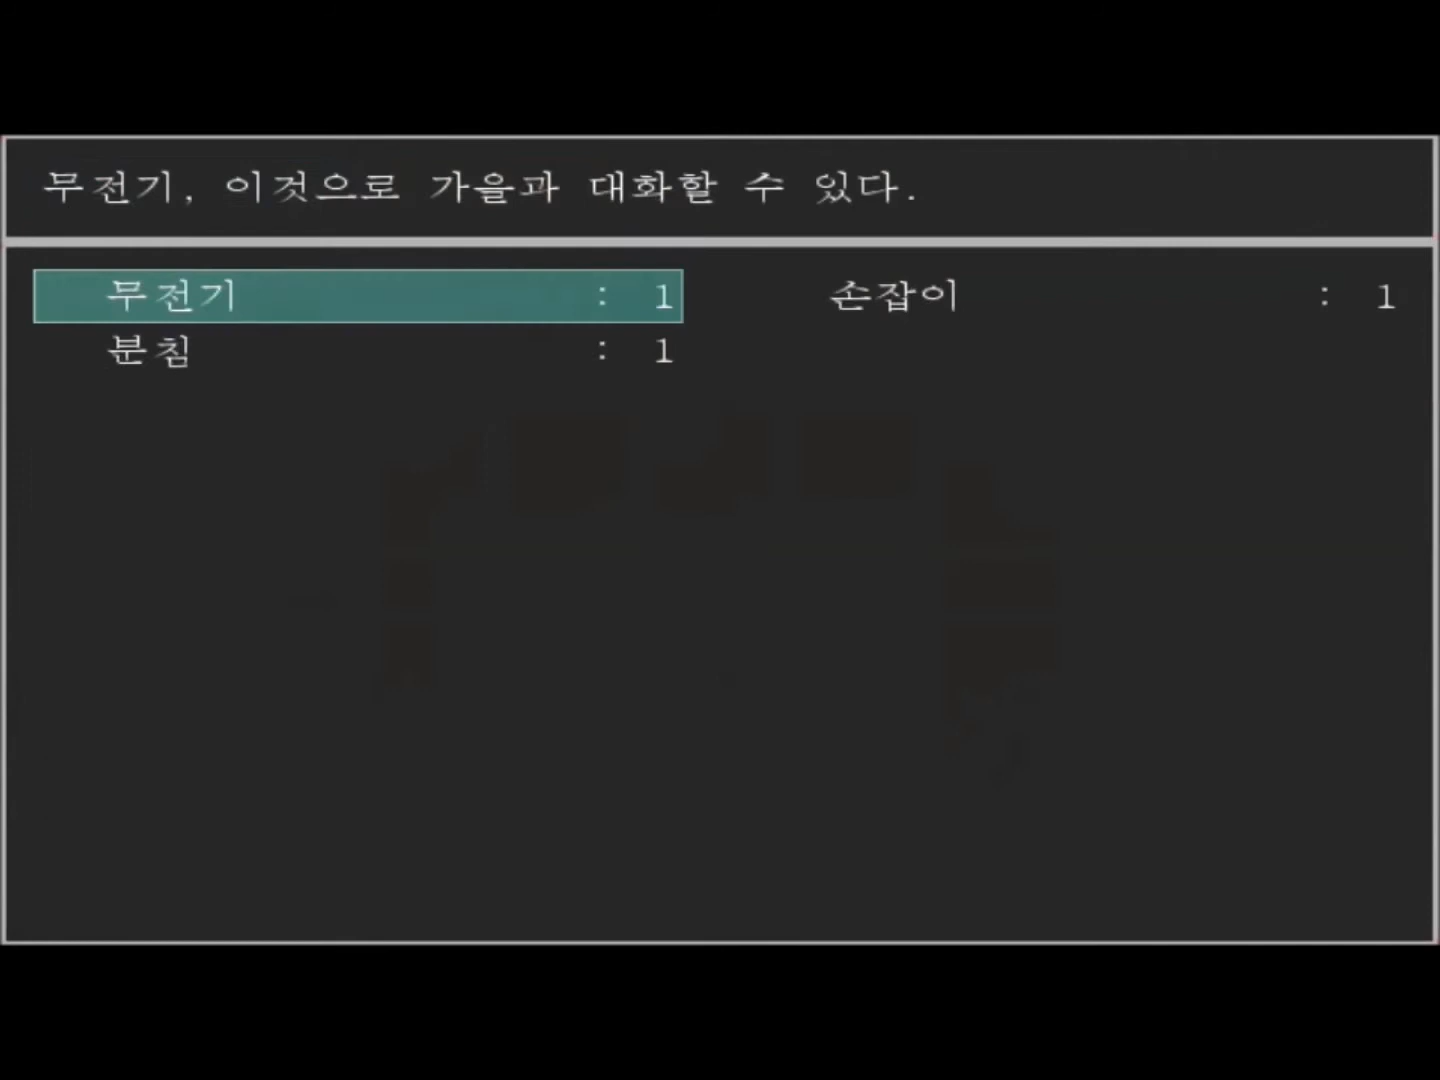 무전기, 이것으로 가을과 대화할 수 있다.
무전기 : 1 손잡이 : 1
분침 : 1